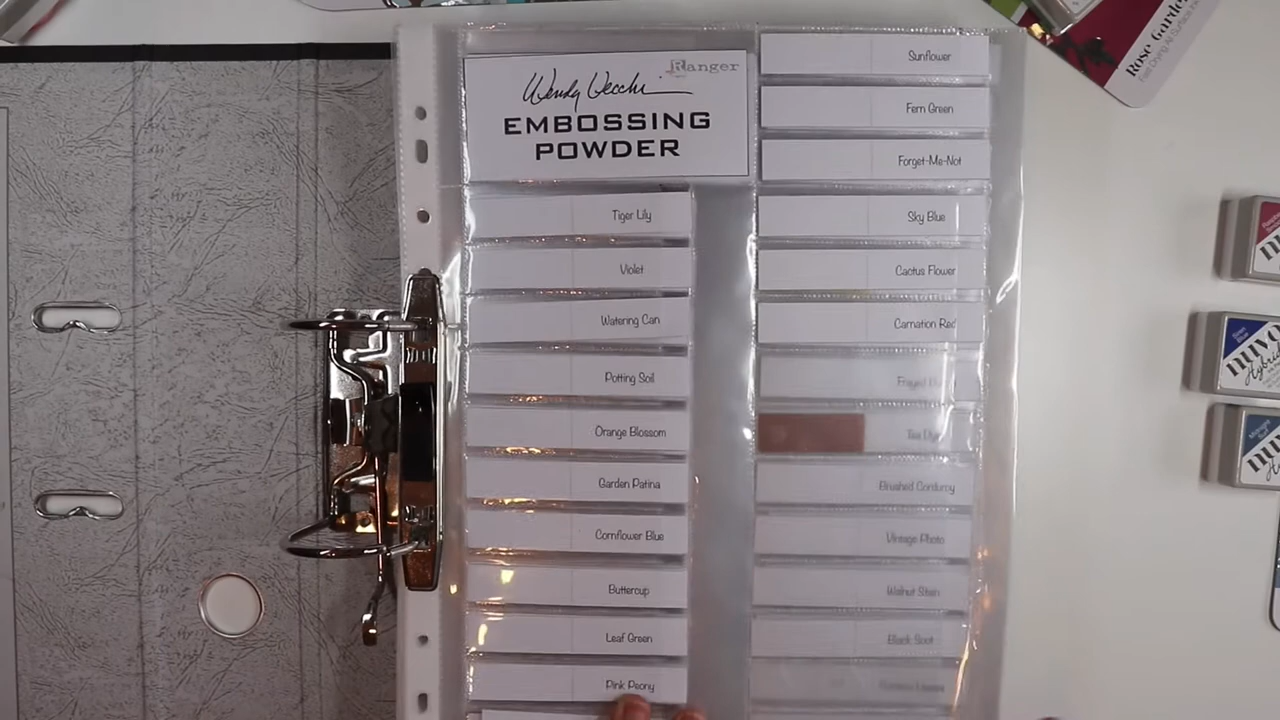 Ranger
Wendy Vecchi
EMBOSSING
POWDER
Tiger Lily
Violet
Watering Can
Potting Soil
Orange Blossom
Garden Patina
Cornflower Blue
Buttercup
Leaf Green
Pink Peony
Sunflower
Fern Green
Forget-Me-Not
Sky Blue
Cactus Flower
Carnation Red
Frayed
Tea
Brushed Corduroy
Vintage Photo
Walnut Stain
Black Soot
Rose Garden
nuvo
Hybrid